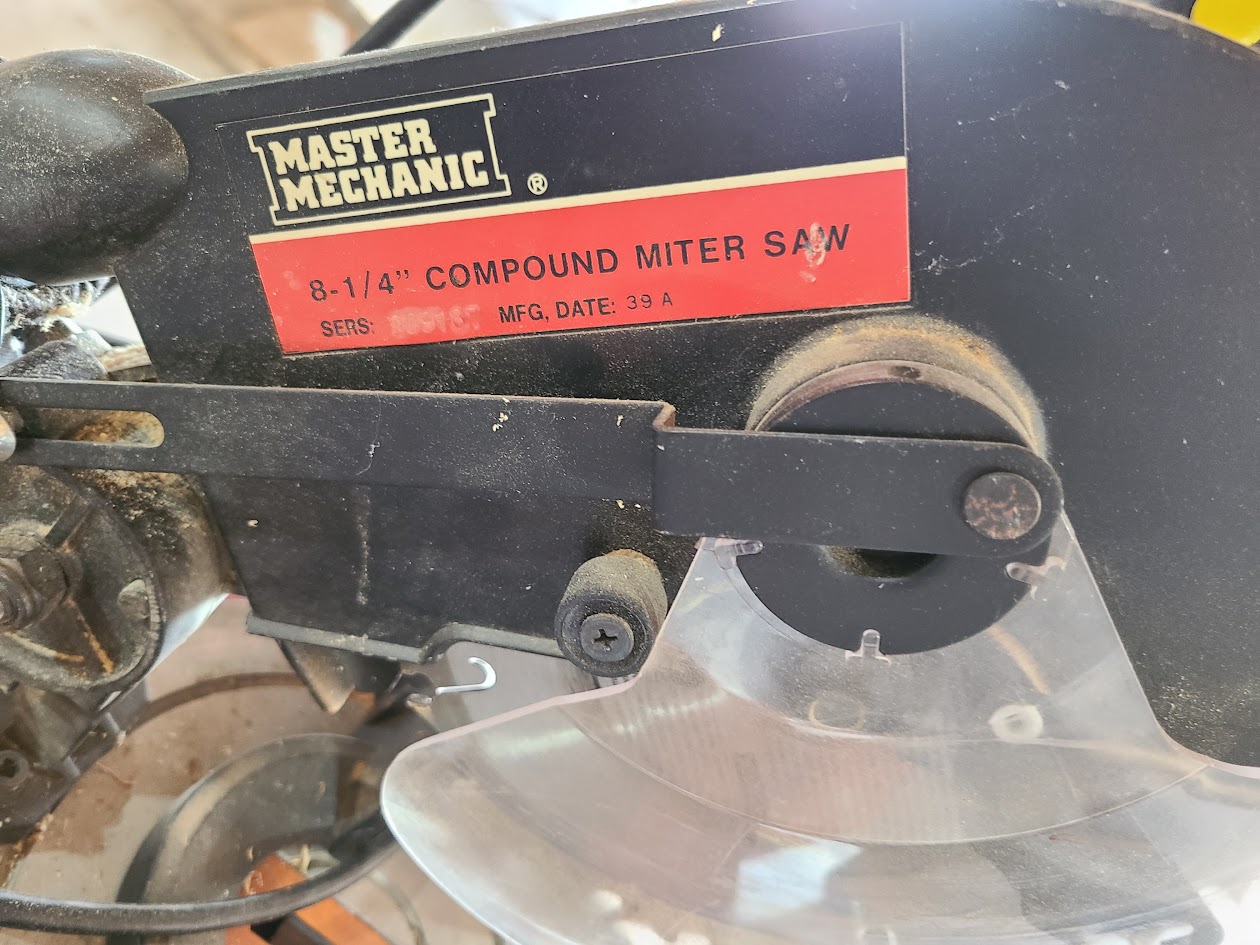 MASTER
MECHANIC ®
8-1/4" COMPOUND MITER SAW
SERS: MFG, DATE: 39 A